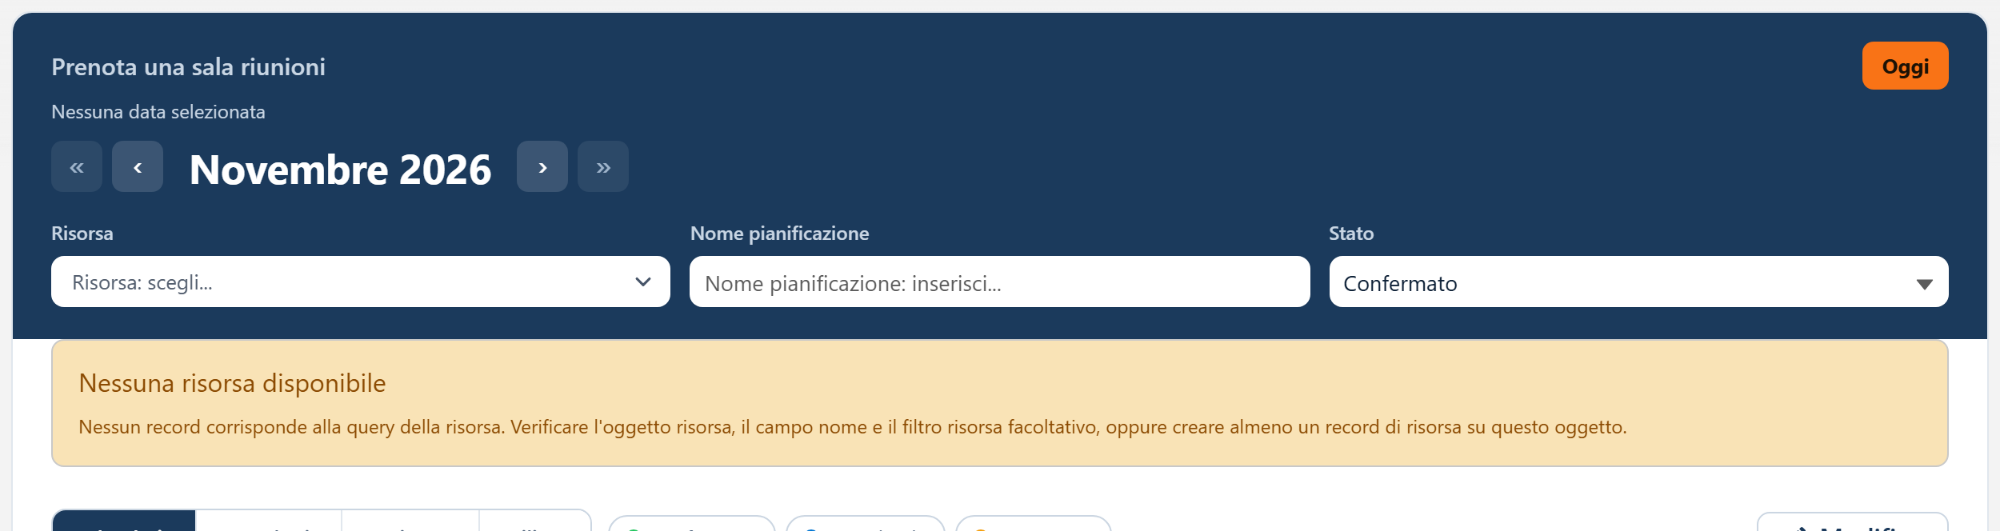 Prenota una sala riunioni
Oggi
Nessuna data selezionata
« ‹ Novembre 2026 › »
Risorsa
Nome pianificazione
Stato
Risorsa: scegli...
Nome pianificazione: inserisci...
Confermato
Nessuna risorsa disponibile
Nessun record corrisponde alla query della risorsa. Verificare l'oggetto risorsa, il campo nome e il filtro risorsa facoltativo, oppure creare almeno un record di risorsa su questo oggetto.